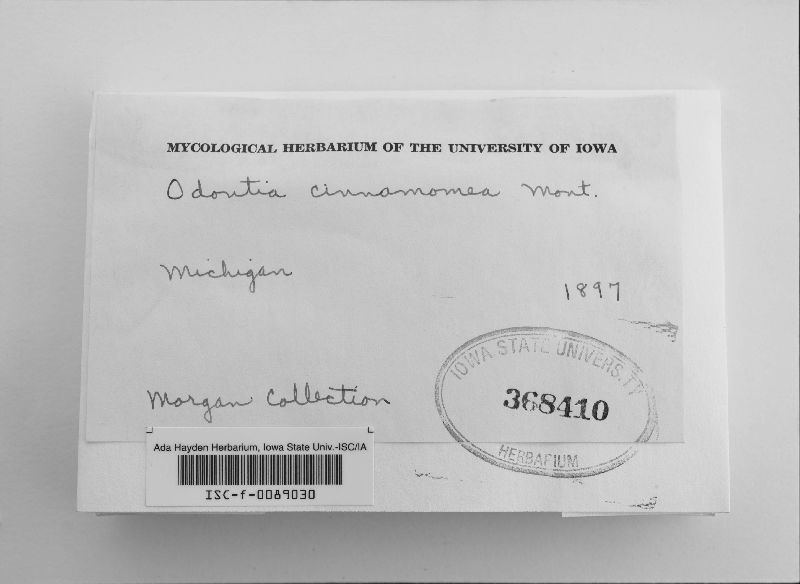 MYCOLOGICAL HERBARIUM OF THE UNIVERSITY OF IOWA
Odontia cinnamomea Mont.
Michigan
1897
IOWA STATE UNIVERSITY
368410
HERBARIUM
Morgan Collection
Ada Hayden Herbarium, Iowa State Univ.-ISC/IA
ISC-f-0089030